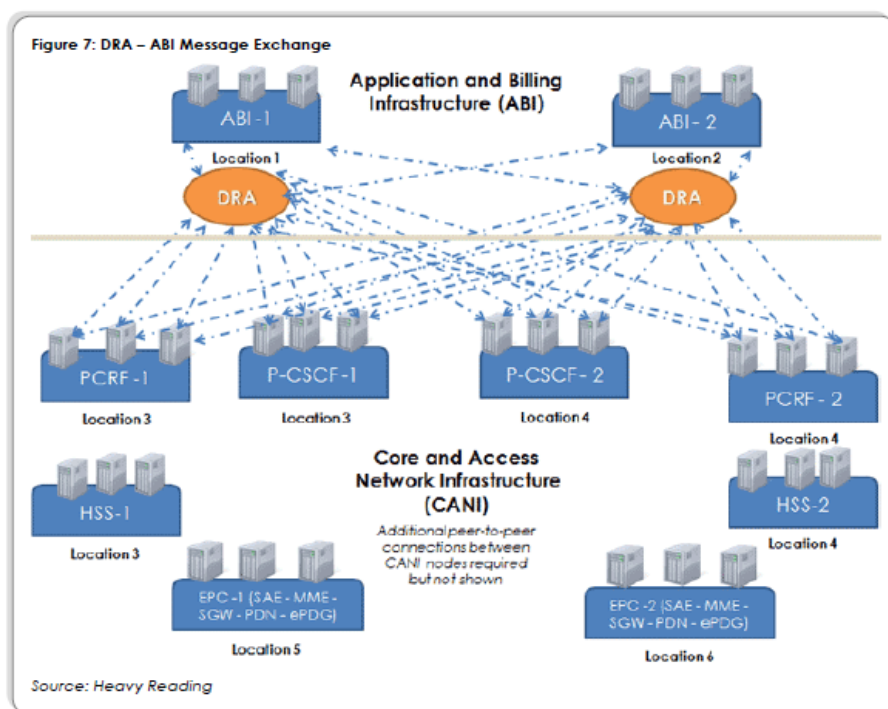 Figure 7: DRA – ABI Message Exchange
Application and Billing
Infrastructure (ABI)
ABI-1
ABI-2
Location 1
Location 2
DRA
DRA
PCRF-1
P-CSCF-1
P-CSCF-2
PCRF-2
Location 3
Location 3
Location 4
Location 4
Core and Access
Network Infrastructure
(CANI)
Additional peer-to-peer
connections between
CANI nodes required
but not shown
HSS-1
HSS-2
Location 3
Location 4
EPC-1 (SAE-MME-
SGW-PDN-ePDG)
EPC-2 (SAE-MME-
SGW-PDN-ePDG)
Location 5
Location 6
Source: Heavy Reading